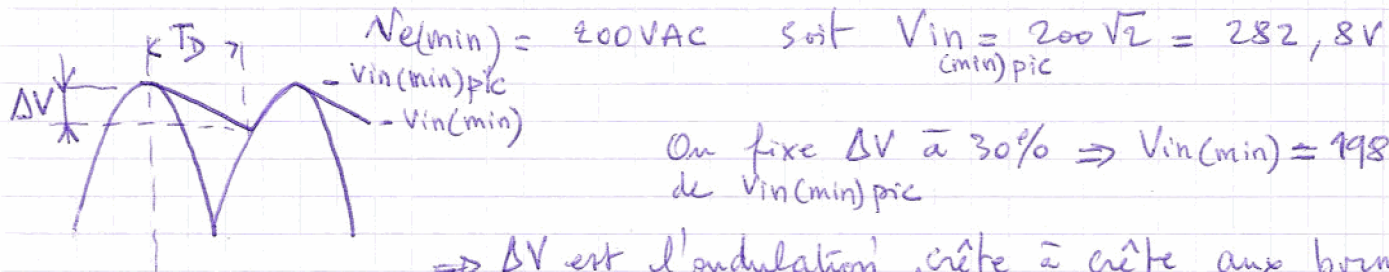 Ve(min) = 200VAC soit Vin = 200√2 = 282,8V
(min) pic
< TD >
ΔV
- Vin(min)pic
- Vin(min)
On fixe ΔV à 30% ⇒ Vin(min) = 198
de Vin(min) pic
⇒ ΔV est l'ondulation crête à crête aux born